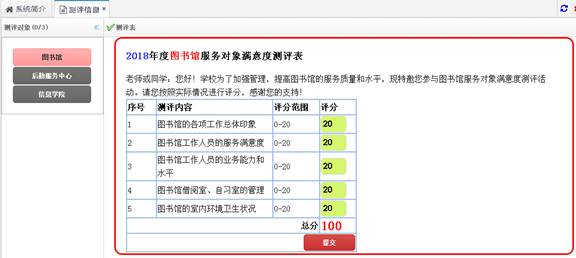 系统简介 测评信息
测评对象(0/3)
测评表
图书馆
后勤服务中心
信息学院
2018年度图书馆服务对象满意度测评表
老师或同学：您好！学校为了加强管理，提高图书馆的服务质量和水平，现特邀您参与图书馆服务对象满意度测评活
动。请您按照实际情况进行评分，感谢您的支持！
序号 测评内容 评分范围 评分
1 图书馆的各项工作总体印象 0-20 20
2 图书馆工作人员的服务满意度 0-20 20
3 图书馆工作人员的业务能力和
水平 0-20 20
4 图书馆借阅室、自习室的管理 0-20 20
5 图书馆的室内环境卫生状况 0-20 20
总分 100
提交